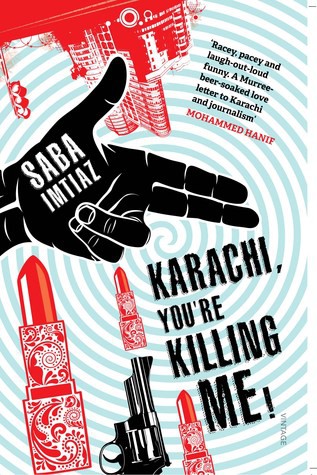 'Racey, pacey and
laugh-out-loud
funny. A Murree-
beer-soaked love
letter to Karachi
and journalism'
MOHAMMED HANIF
SABA
IMTIAZ
KARACHI,
YOU'RE
KILLING
ME!
VINTAGE